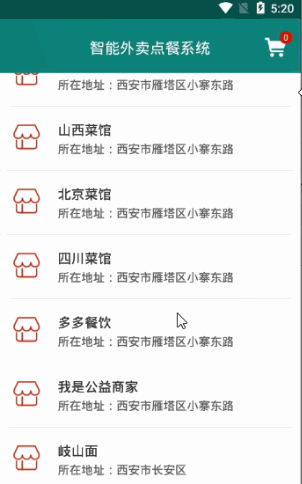 5:20
智能外卖点餐系统
0
所在地址：西安市雁塔区小寨东路
山西菜馆
所在地址：西安市雁塔区小寨东路
北京菜馆
所在地址：西安市雁塔区小寨东路
四川菜馆
所在地址：西安市雁塔区小寨东路
多多餐饮
所在地址：西安市雁塔区小寨东路
我是公益商家
所在地址：西安市雁塔区小寨东路
岐山面
所在地址：西安市长安区